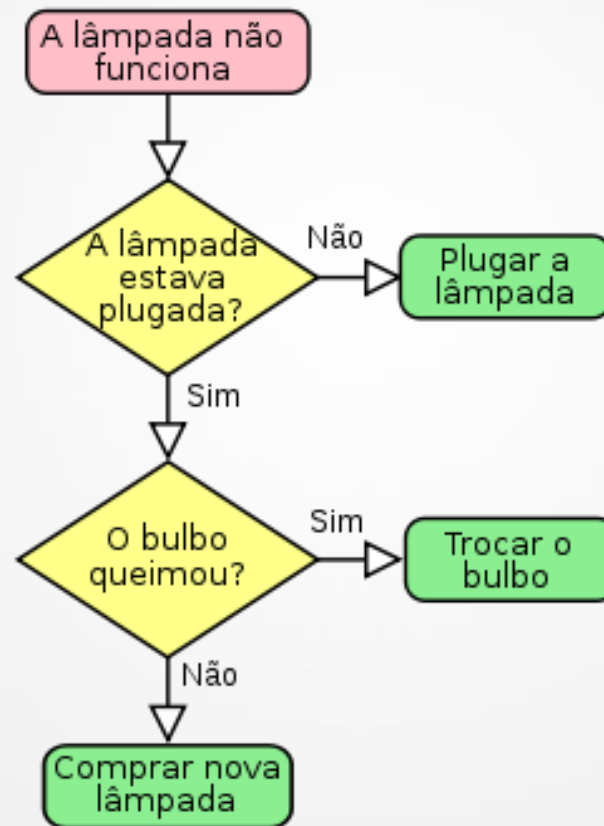 A lâmpada não
funciona
A lâmpada
estava
plugada?
Não
Plugar a
lâmpada
Sim
O bulbo
queimou?
Sim
Trocar o
bulbo
Não
Comprar nova
lâmpada